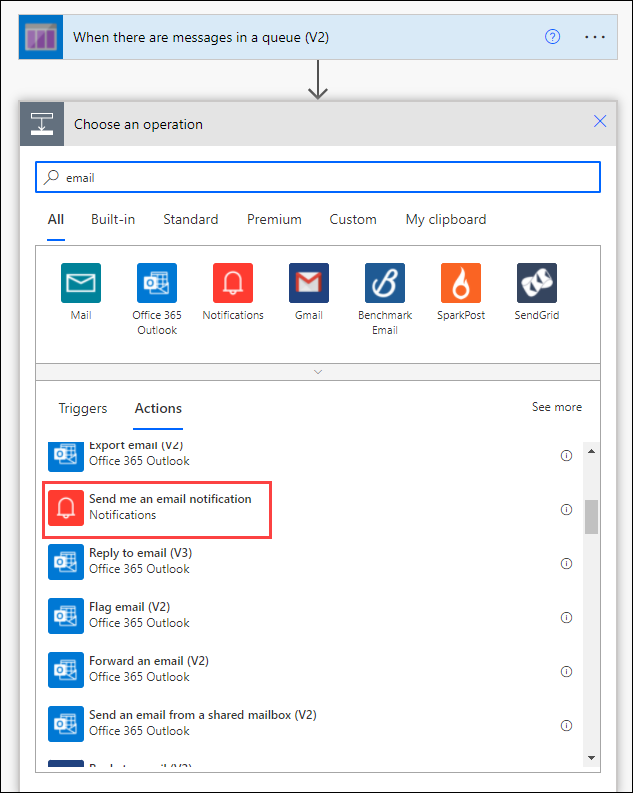 When there are messages in a queue (V2)
Choose an operation
email
All Built-in Standard Premium Custom My clipboard
Mail Office 365 Notifications Gmail Benchmark SparkPost SendGrid
Outlook Email
Triggers Actions See more
Export email (V2)
Office 365 Outlook
Send me an email notification
Notifications
Reply to email (V3)
Office 365 Outlook
Flag email (V2)
Office 365 Outlook
Forward an email (V2)
Office 365 Outlook
Send an email from a shared mailbox (V2)
Office 365 Outlook